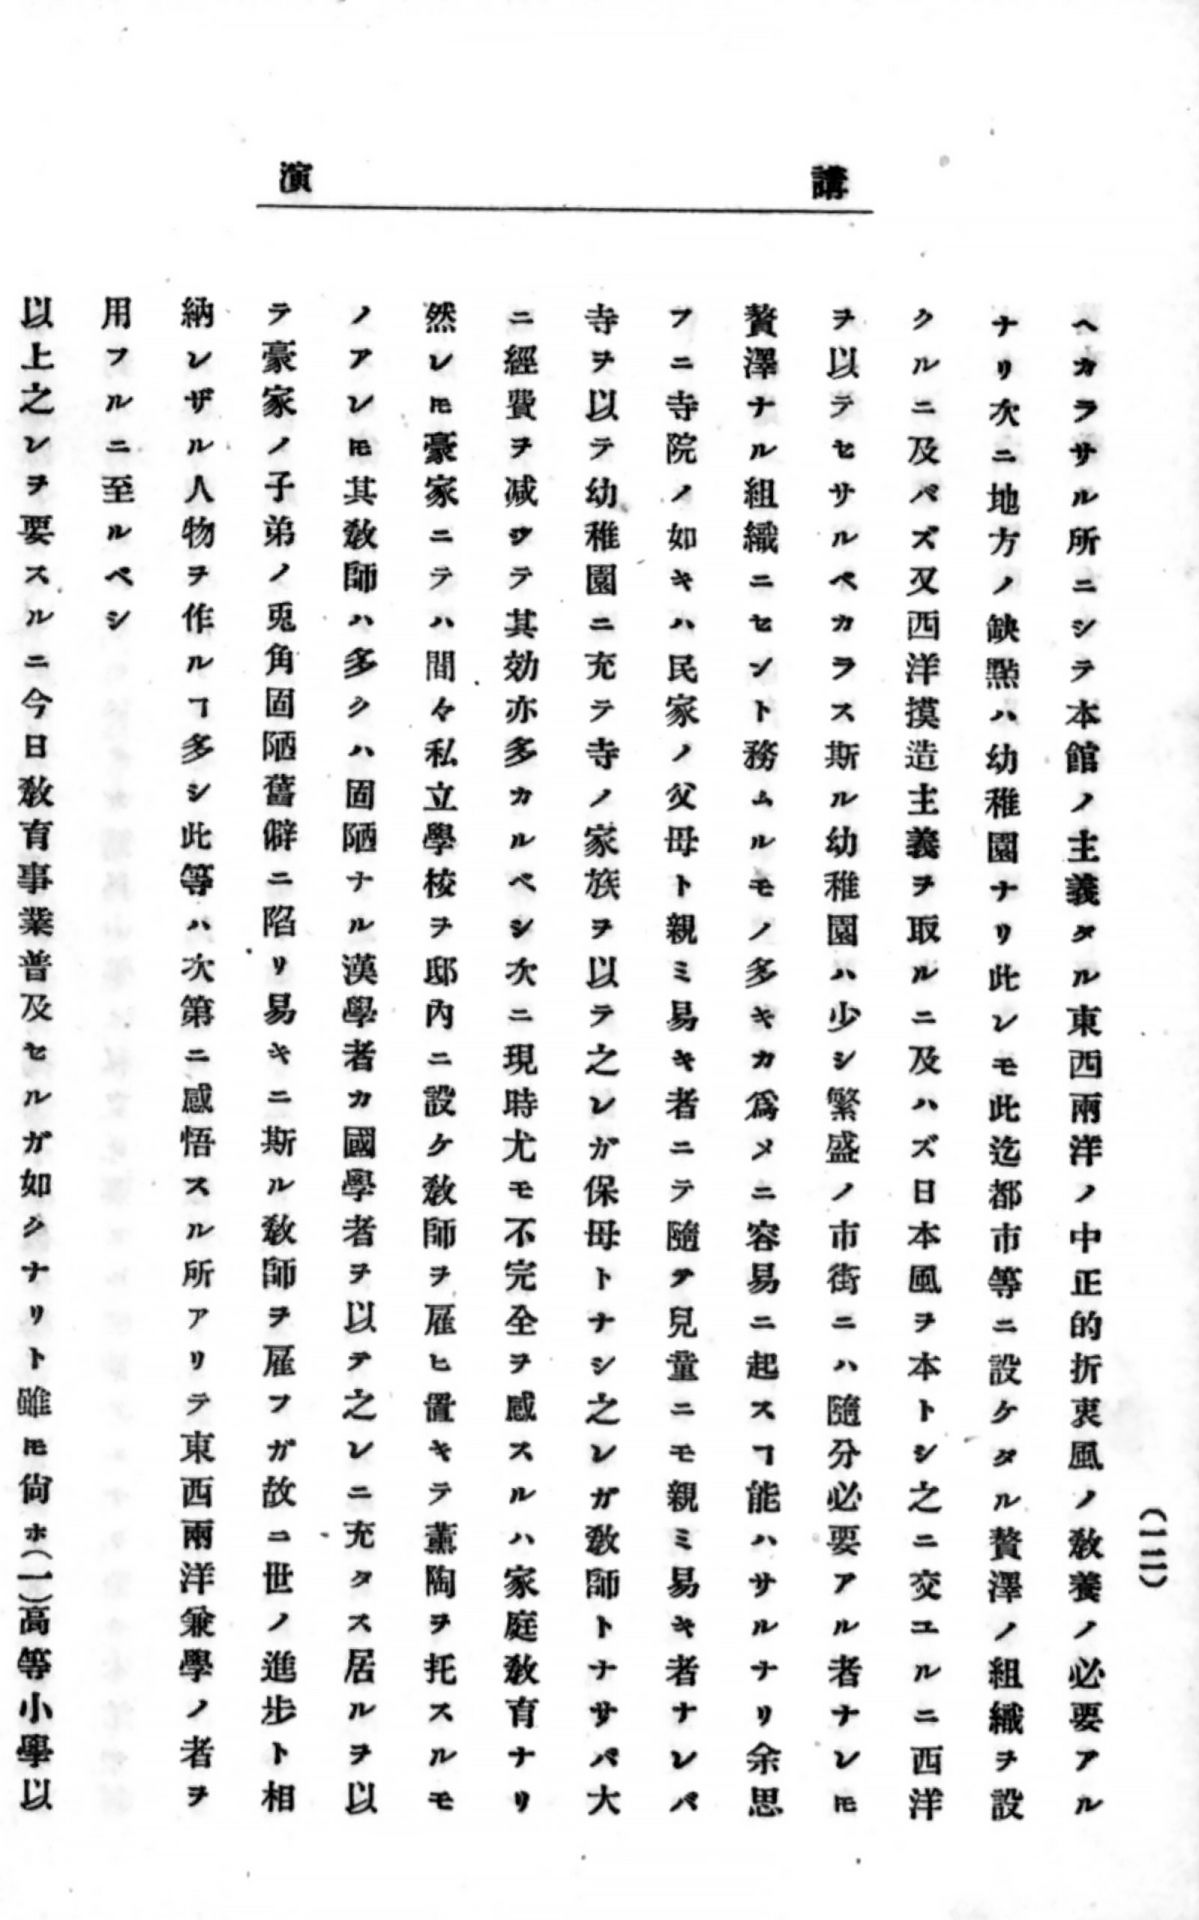 講演
(一二)
ヘカラサル所ニシテ本館ノ主義タル東西兩洋ノ中正的折衷風ノ敎養ノ必要アル
ナリ次ニ地方ノ缺點ハ幼稚園ナリ此レモ此迄都市等ニ設ケタル贅澤ノ組織ヲ設
クルニ及バズ又西洋摸造主義ヲ取ルニ及ハズ日本風ヲ本トシ之ニ交ユルニ西洋
ヲ以テセサルベカラス斯ル幼稚園ハ少シ繁盛ノ市街ニハ隨分必要アル者ナレ𪜈
贅澤ナル組織ニセント務ムルモノ多キカ爲メニ容易ニ起スヿ能ハサルナリ余思
フニ寺院ノ如キハ民家ノ父母ト親ミ易キ者ニテ隨テ兒童ニモ親ミ易キ者ナレバ
寺ヲ以テ幼稚園ニ充テ寺ノ家族ヲ以ラ之レガ保母トナシ之レガ敎師トナサバ大
ニ經費ヲ减ジテ其効亦多カルベシ次ニ現時尤モ不完全ヲ感スルハ家庭敎育ナリ
然レ𪜈豪家ニテハ間々私立學校ヲ邸內ニ設ケ敎師ヲ雇ヒ置キテ薰陶ヲ托スルモ
ノアレ𪜈其敎師ハ多クハ固陋ナル漢學者カ國學者ヲ以テ之レニ充タス居ルヲ以
テ豪家ノ子弟ノ兎角固陋舊僻ニ陷リ易キニ斯ル敎師ヲ雇フガ故ニ世ノ進步ト相
納レザル人物ヲ作ルヿ多シ此等ハ次第ニ感悟スル所アリテ東西兩洋兼學ノ者ヲ
用フルニ至ルベシ
以上之レヲ要スルニ今日敎育事業普及セルガ如シナリト雖𪜈尙ホ(一)高等小學以